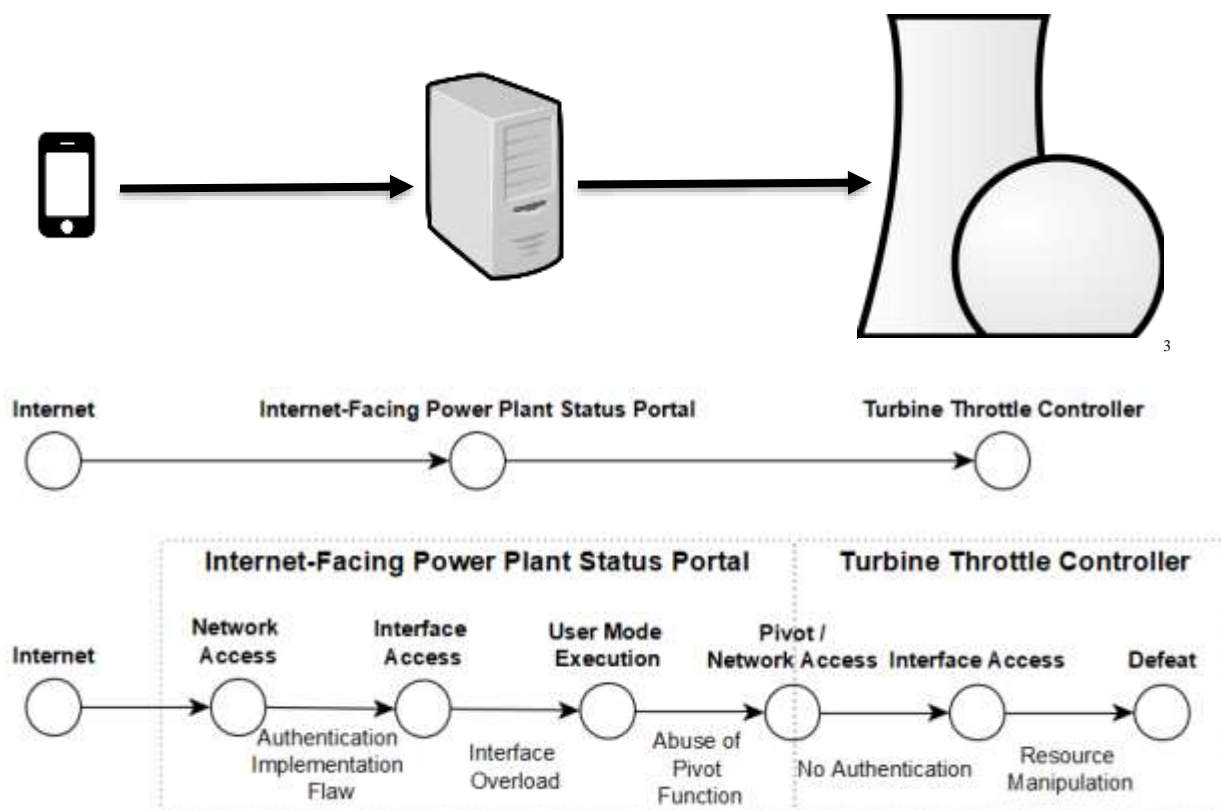 3
Internet
Internet-Facing Power Plant Status Portal
Turbine Throttle Controller
Internet-Facing Power Plant Status Portal
Turbine Throttle Controller
Internet
Network
Access
Interface
Access
User Mode
Execution
Pivot /
Network Access
Interface Access
Defeat
Authentication
Implementation
Flaw
Interface
Overload
Abuse of
Pivot
Function
No Authentication
Resource
Manipulation